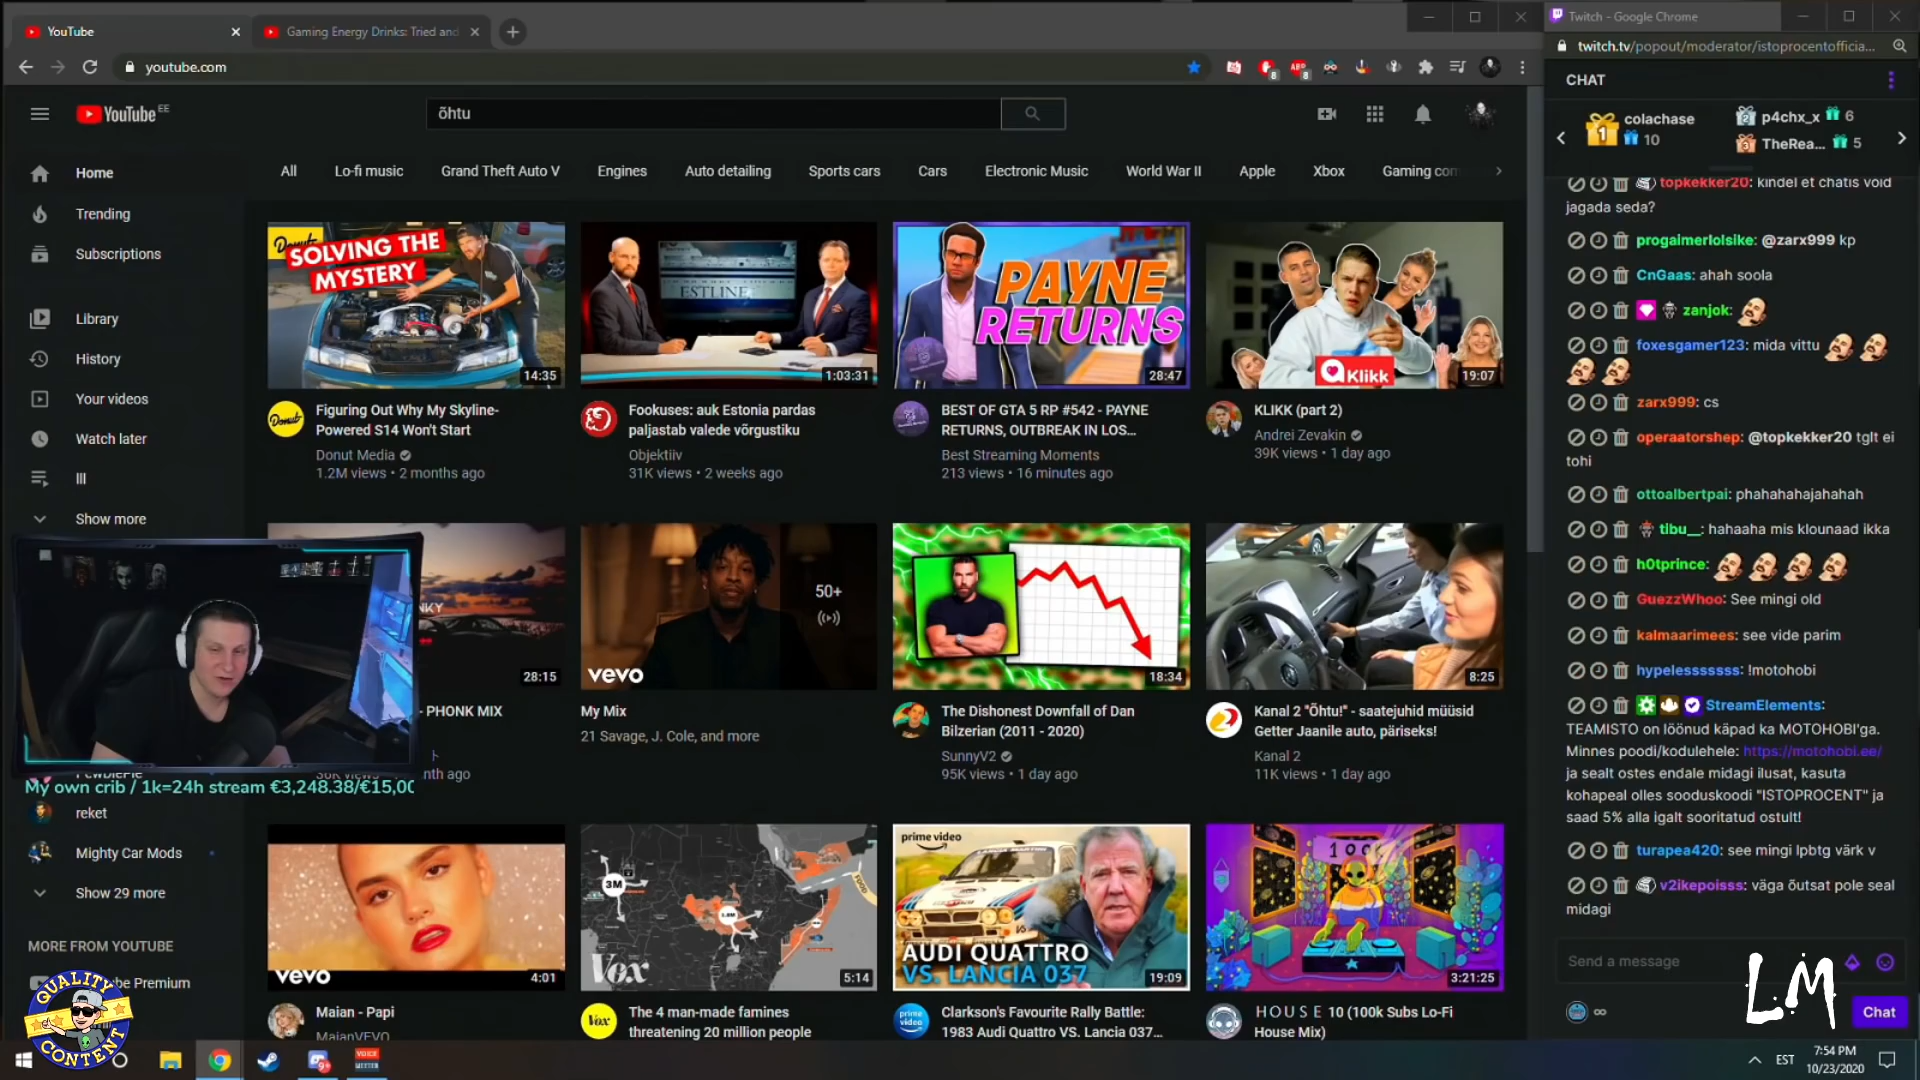 YouTube
Gaming Energy Drinks: Tried and
Twitch - Google Chrome
youtube.com
twitch.tv/popout/moderator/istoprocentofficia...
YouTube EE
õhtu
CHAT
1
colachase
10
2
p4chx_x 6
3
TheRea... 5
Home
Trending
Subscriptions
Library
History
Your videos
Watch later
lll
Show more
All
Lo-fi music
Grand Theft Auto V
Engines
Auto detailing
Sports cars
Cars
Electronic Music
World War II
Apple
Xbox
Gaming com
Donut
SOLVING THE
MYSTERY
14:35
ESTLINE
1:03:31
PAYNE
RETURNS
28:47
Klikk
19:07
Figuring Out Why My Skyline-
Powered S14 Won't Start
Donut Media
1.2M views • 2 months ago
Fookuses: auk Estonia pardas
paljastab valede võrgustiku
Objektiiv
31K views • 2 weeks ago
BEST OF GTA 5 RP #542 - PAYNE
RETURNS, OUTBREAK IN LOS...
Best Streaming Moments
213 views • 16 minutes ago
KLIKK (part 2)
Andrei Zevakin
39K views • 1 day ago
28:15
50+
vevo
18:34
8:25
- PHONK MIX
nth ago
My Mix
21 Savage, J. Cole, and more
The Dishonest Downfall of Dan
Bilzerian (2011 - 2020)
SunnyV2
95K views • 1 day ago
Kanal 2 "Õhtu!" - saatejuhid müüsid
Getter Jaanile auto, päriseks!
Kanal 2
11K views • 1 day ago
My own crib / 1k=24h stream €3,248.38/€15,00
reket
Mighty Car Mods
Show 29 more
MORE FROM YOUTUBE
be Premium
vevo
4:01
3M
Vox
5:14
prime video
AUDI QUATTRO
VS. LANCIA 037
19:09
3:21:25
Maian - Papi
MaianVEVO
Vox
The 4 man-made famines
threatening 20 million people
prime video
Clarkson's Favourite Rally Battle:
1983 Audi Quattro VS. Lancia 037...
H O U S E 10 (100k Subs Lo-Fi
House Mix)
topkekker20: kindel et chatis void
jagada seda?
progaimerlolsike: @zarx999 kp
CnGaas: ahah soola
zanjok:
foxesgamer123: mida vittu
zarx999: cs
operaatorshep: @topkekker20 tglt ei
tohi
ottoalbertpai: phahahahajahahah
tlbu__: hahaaha mis klounaad ikka
h0tprince:
GuezzWhoo: See mingi old
kalmaarimees: see vide parim
hypelesssssss: !motohobi
StreamElements:
TEAMISTO on löönud käpad ka MOTOHOBI'ga.
Minnes poodi/kodulehele: https://motohobi.ee/
ja sealt ostes endale midagi ilusat, kasuta
kohapeal olles sooduskoodi "ISTOPROCENT" ja
saad 5% alla igalt sooritatud ostult!
turapea420: see mingi lpbtg värk v
v2ikepoisss: väga õutsat pole seal
midagi
Send a message
LM
Chat
QUALITY
CONTENT
VOICE
EST
7:54 PM
10/23/2020